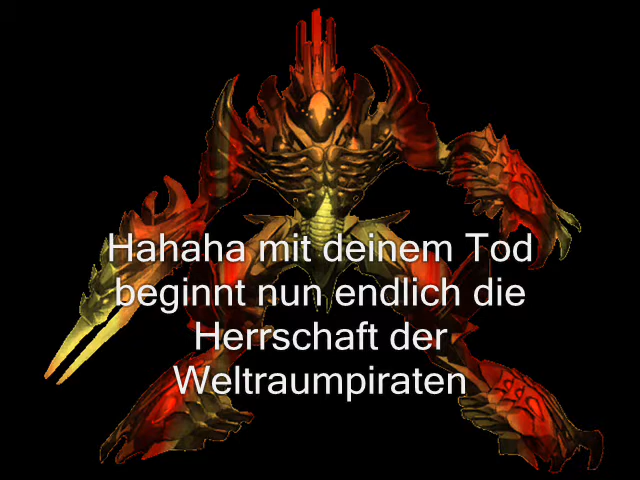 Hahaha mit deinem Tod
beginnt nun endlich die
Herrschaft der
Weltraumpiraten